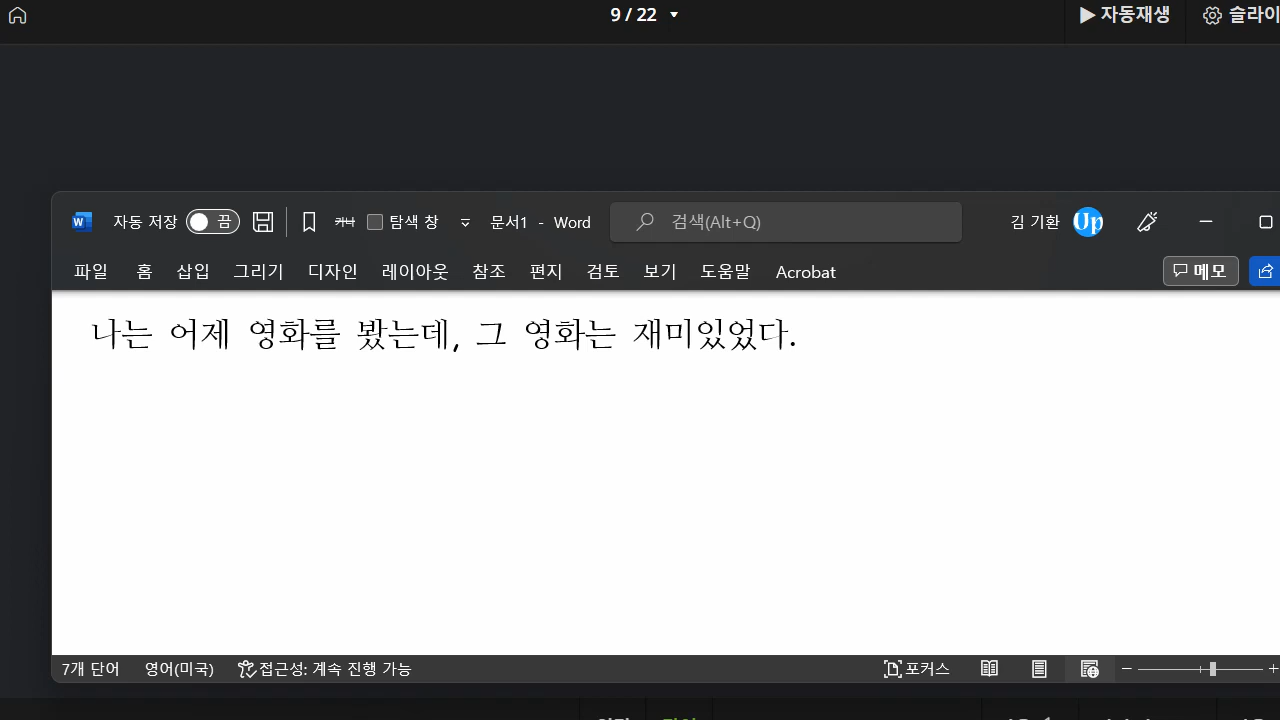 9 / 22
자동재생
슬라이
자동 저장 끔 가나 탐색 창 문서1 - Word 검색(Alt+Q) 김 기환 Up
파일 홈 삽입 그리기 디자인 레이아웃 참조 편지 검토 보기 도움말 Acrobat 메모
나는 어제 영화를 봤는데, 그 영화는 재미있었다.
7개 단어 영어(미국) 접근성: 계속 진행 가능 포커스